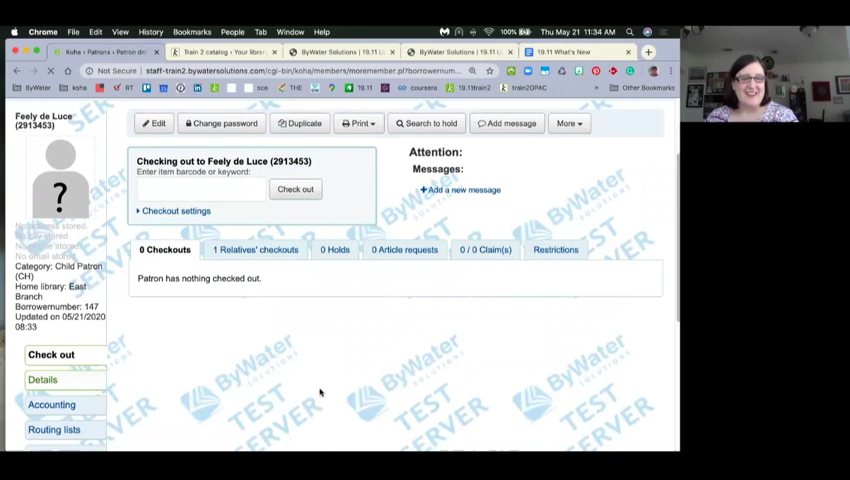 Chrome File Edit View History Bookmarks People Tab Window Help 100% Thu May 21 11:34 AM
Koha › Patrons › Patron de Train 2 catalog › Your libra ByWater Solutions | 19.11 U ByWater Solutions | 19.11 U 19.11 What's New
Not Secure | staff-train2.bywatersolutions.com/cgi-bin/koha/members/moremember.pl?borrowernum...
ByWater koha RT sco THE 19.11 coursera 19.11train2 train2OPAC Other Bookmarks
Feely de Luce
(2913453)
Edit Change password Duplicate Print Search to hold Add message More
Checking out to Feely de Luce (2913453)
Enter item barcode or keyword:
Check out
Checkout settings
Attention:
Messages:
+Add a new message
?
No address stored.
No city stored.
No email stored.
Category: Child Patron
(CH)
Home library: East
Branch
Borrowernumber: 147
Updated on 05/21/2020
08:33
0 Checkouts 1 Relatives' checkouts 0 Holds 0 Article requests 0 / 0 Claim(s) Restrictions
Patron has nothing checked out.
Check out
Details
Accounting
Routing lists
ByWater
SOLUTIONS
TEST
SERVER